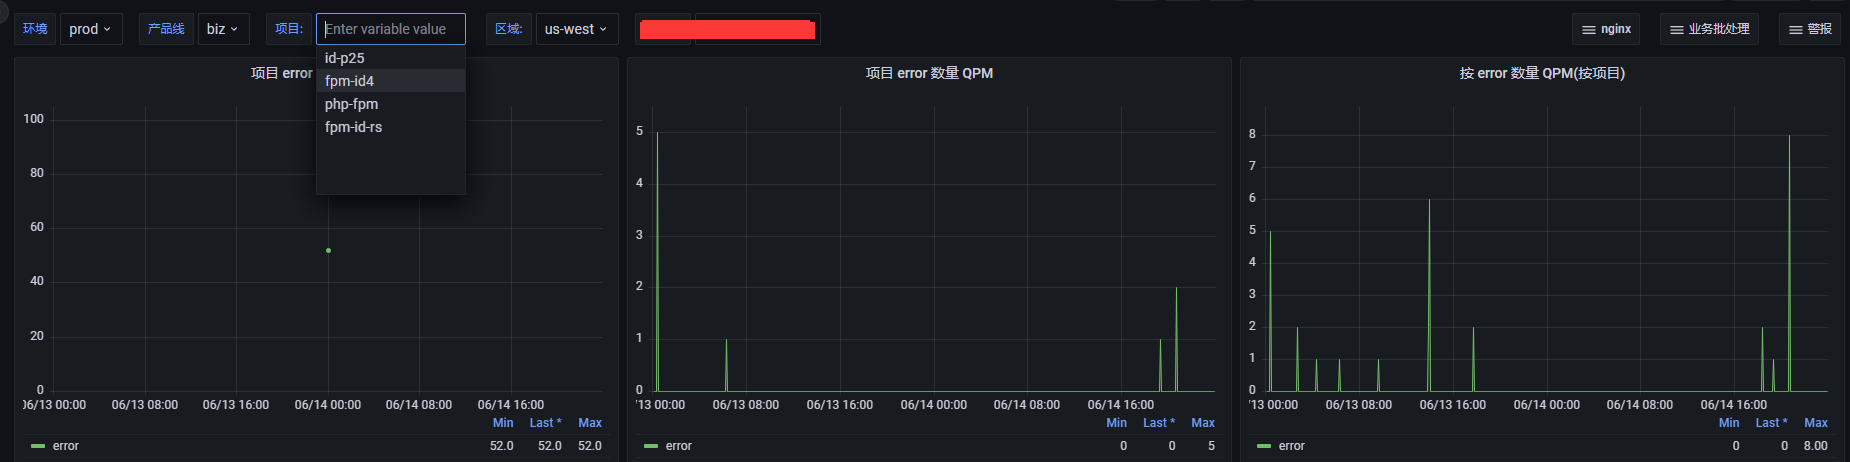 环境 prod 产品线 biz 项目: Enter variable value 区域: us-west nginx 业务批处理 警报
id-p25
fpm-id4
php-fpm
fpm-id-rs
项目 error
100
80
60
40
20
0
06/13 00:00 06/13 08:00 06/13 16:00 06/14 00:00 06/14 08:00 06/14 16:00
Min Last * Max
error 52.0 52.0 52.0
项目 error 数量 QPM
5
4
3
2
1
0
'13 00:00 06/13 08:00 06/13 16:00 06/14 00:00 06/14 08:00 06/14 16:00
Min Last * Max
error 0 0 5
按 error 数量 QPM(按项目)
8
7
6
5
4
3
2
1
0
'13 00:00 06/13 08:00 06/13 16:00 06/14 00:00 06/14 08:00 06/14 16:00
Min Last * Max
error 0 0 8.00